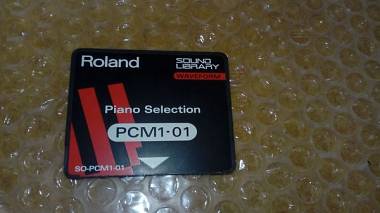 Roland
SOUND
LIBRARY
WAVEFORM
Piano Selection
PCM1-01
SO-PCM1-01